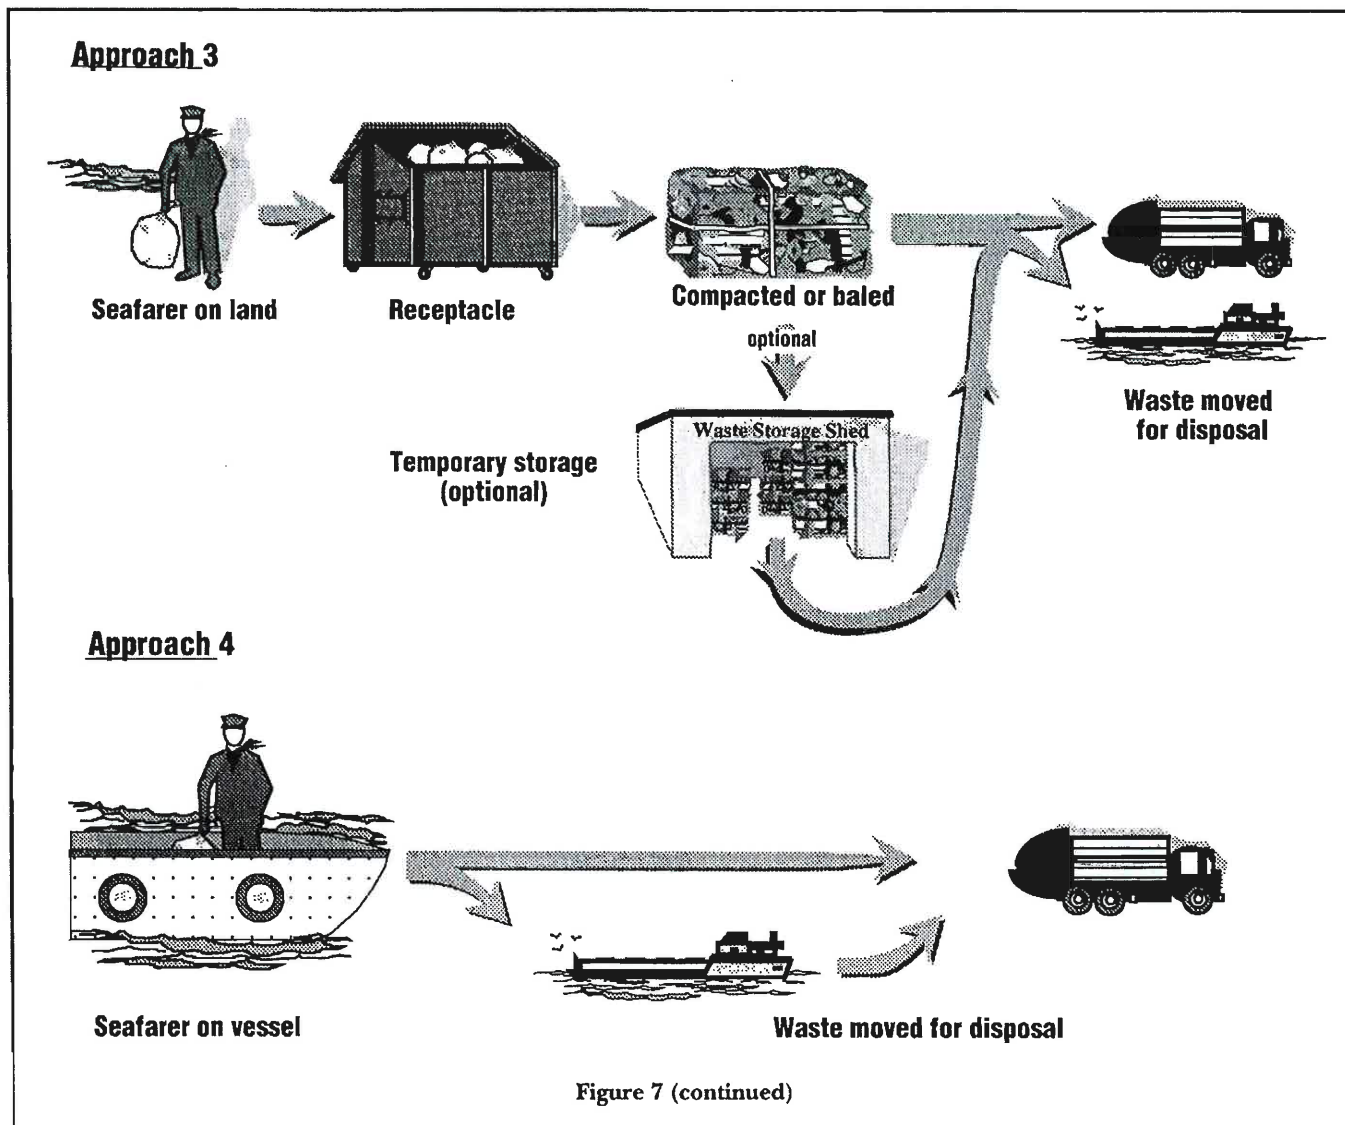 Approach 3
Seafarer on land
Receptacle
Compacted or baled
optional
Waste Storage Shed
Temporary storage
(optional)
Waste moved
for disposal
Approach 4
Seafarer on vessel
Waste moved for disposal
Figure 7 (continued)